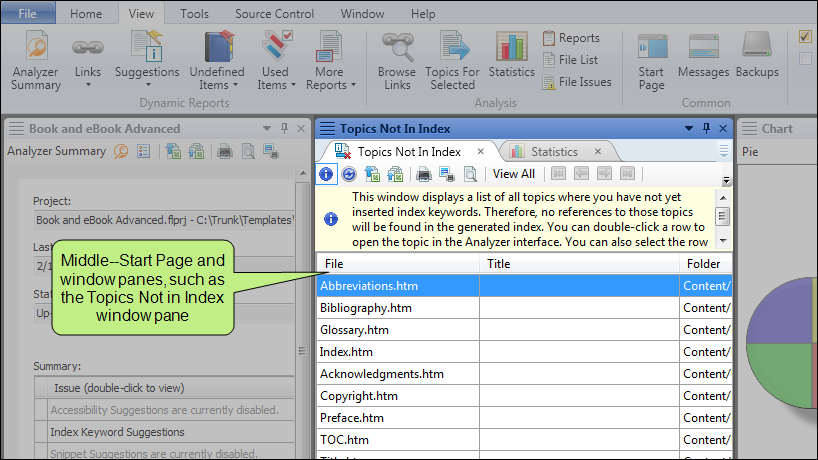 File Home View Tools Source Control Window Help
Analyzer Summary
Links
Suggestions
Undefined Items
Used Items
More Reports
Browse Links
Topics For Selected
Statistics
Reports
File List
File Issues
Start Page
Messages
Backups
Dynamic Reports
Analysis
Common
Book and eBook Advanced
Analyzer Summary
Project:
Book and eBook Advanced.flprj - C:\Trunk\Templates\
Last
2/1
Stat
Up-
Summary:
Issue (double-click to view)
Accessibility Suggestions are currently disabled.
Index Keyword Suggestions
Snippet Suggestions are currently disabled.
Middle--Start Page and
window panes, such as
the Topics Not in Index
window pane
Topics Not In Index
Topics Not In Index
Statistics
View All
This window displays a list of all topics where you have not yet
inserted index keywords. Therefore, no references to those topics
will be found in the generated index. You can double-click a row to
open the topic in the Analyzer interface. You can also select the row
File Title Folder
Abbreviations.htm Content/
Bibliography.htm Content/
Glossary.htm Content/
Index.htm Content/
Acknowledgments.htm Content/
Copyright.htm Content/
Preface.htm Content/
TOC.htm Content/
Chart
Pie